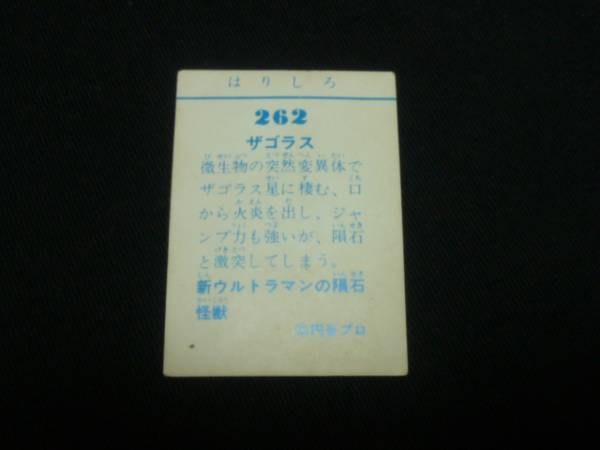 はりしろ
262
ザゴラス
微生物の突然変異体で
ザゴラス星に棲む、口
から火炎を出し、ジャ
ンプ力も強いが、隕石
と激突してしまう。
新ウルトラマンの隕石
怪獣
円谷プロ